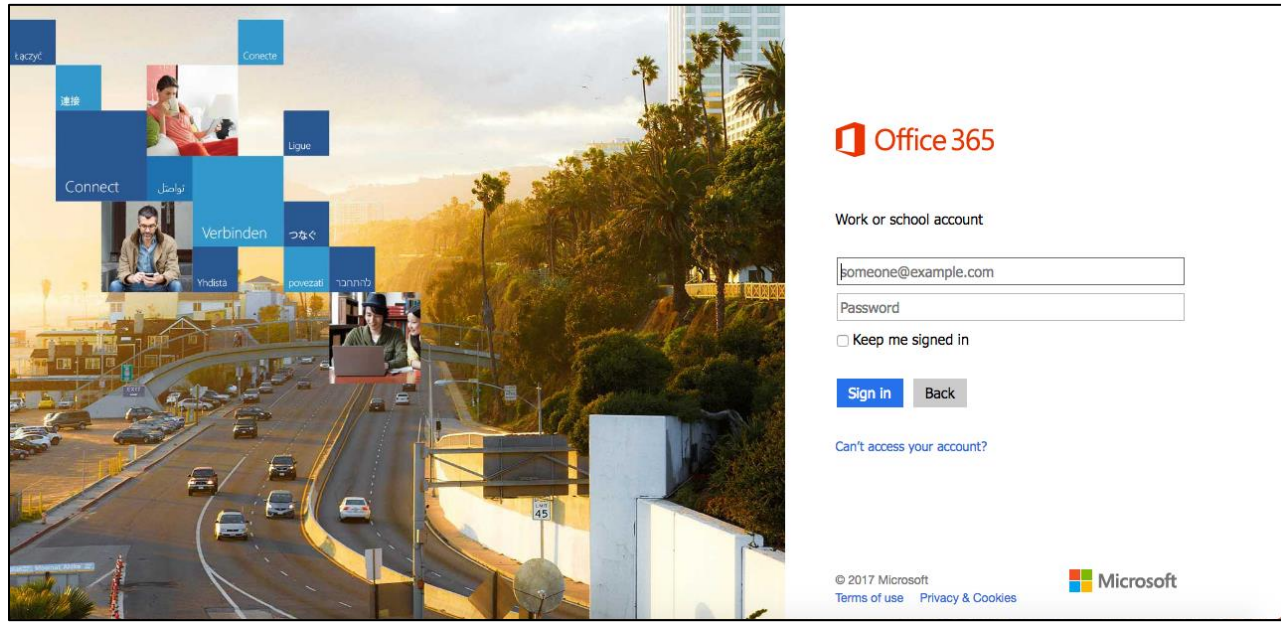 Łączyć
Conecte
連接
Ligue
Connect
تواصل
Verbinden
つなぐ
Yhdistä
povezati
להתחבר
45
Office 365
Work or school account
someone@example.com
Password
Keep me signed in
Sign in
Back
Can't access your account?
© 2017 Microsoft
Terms of use Privacy & Cookies
Microsoft